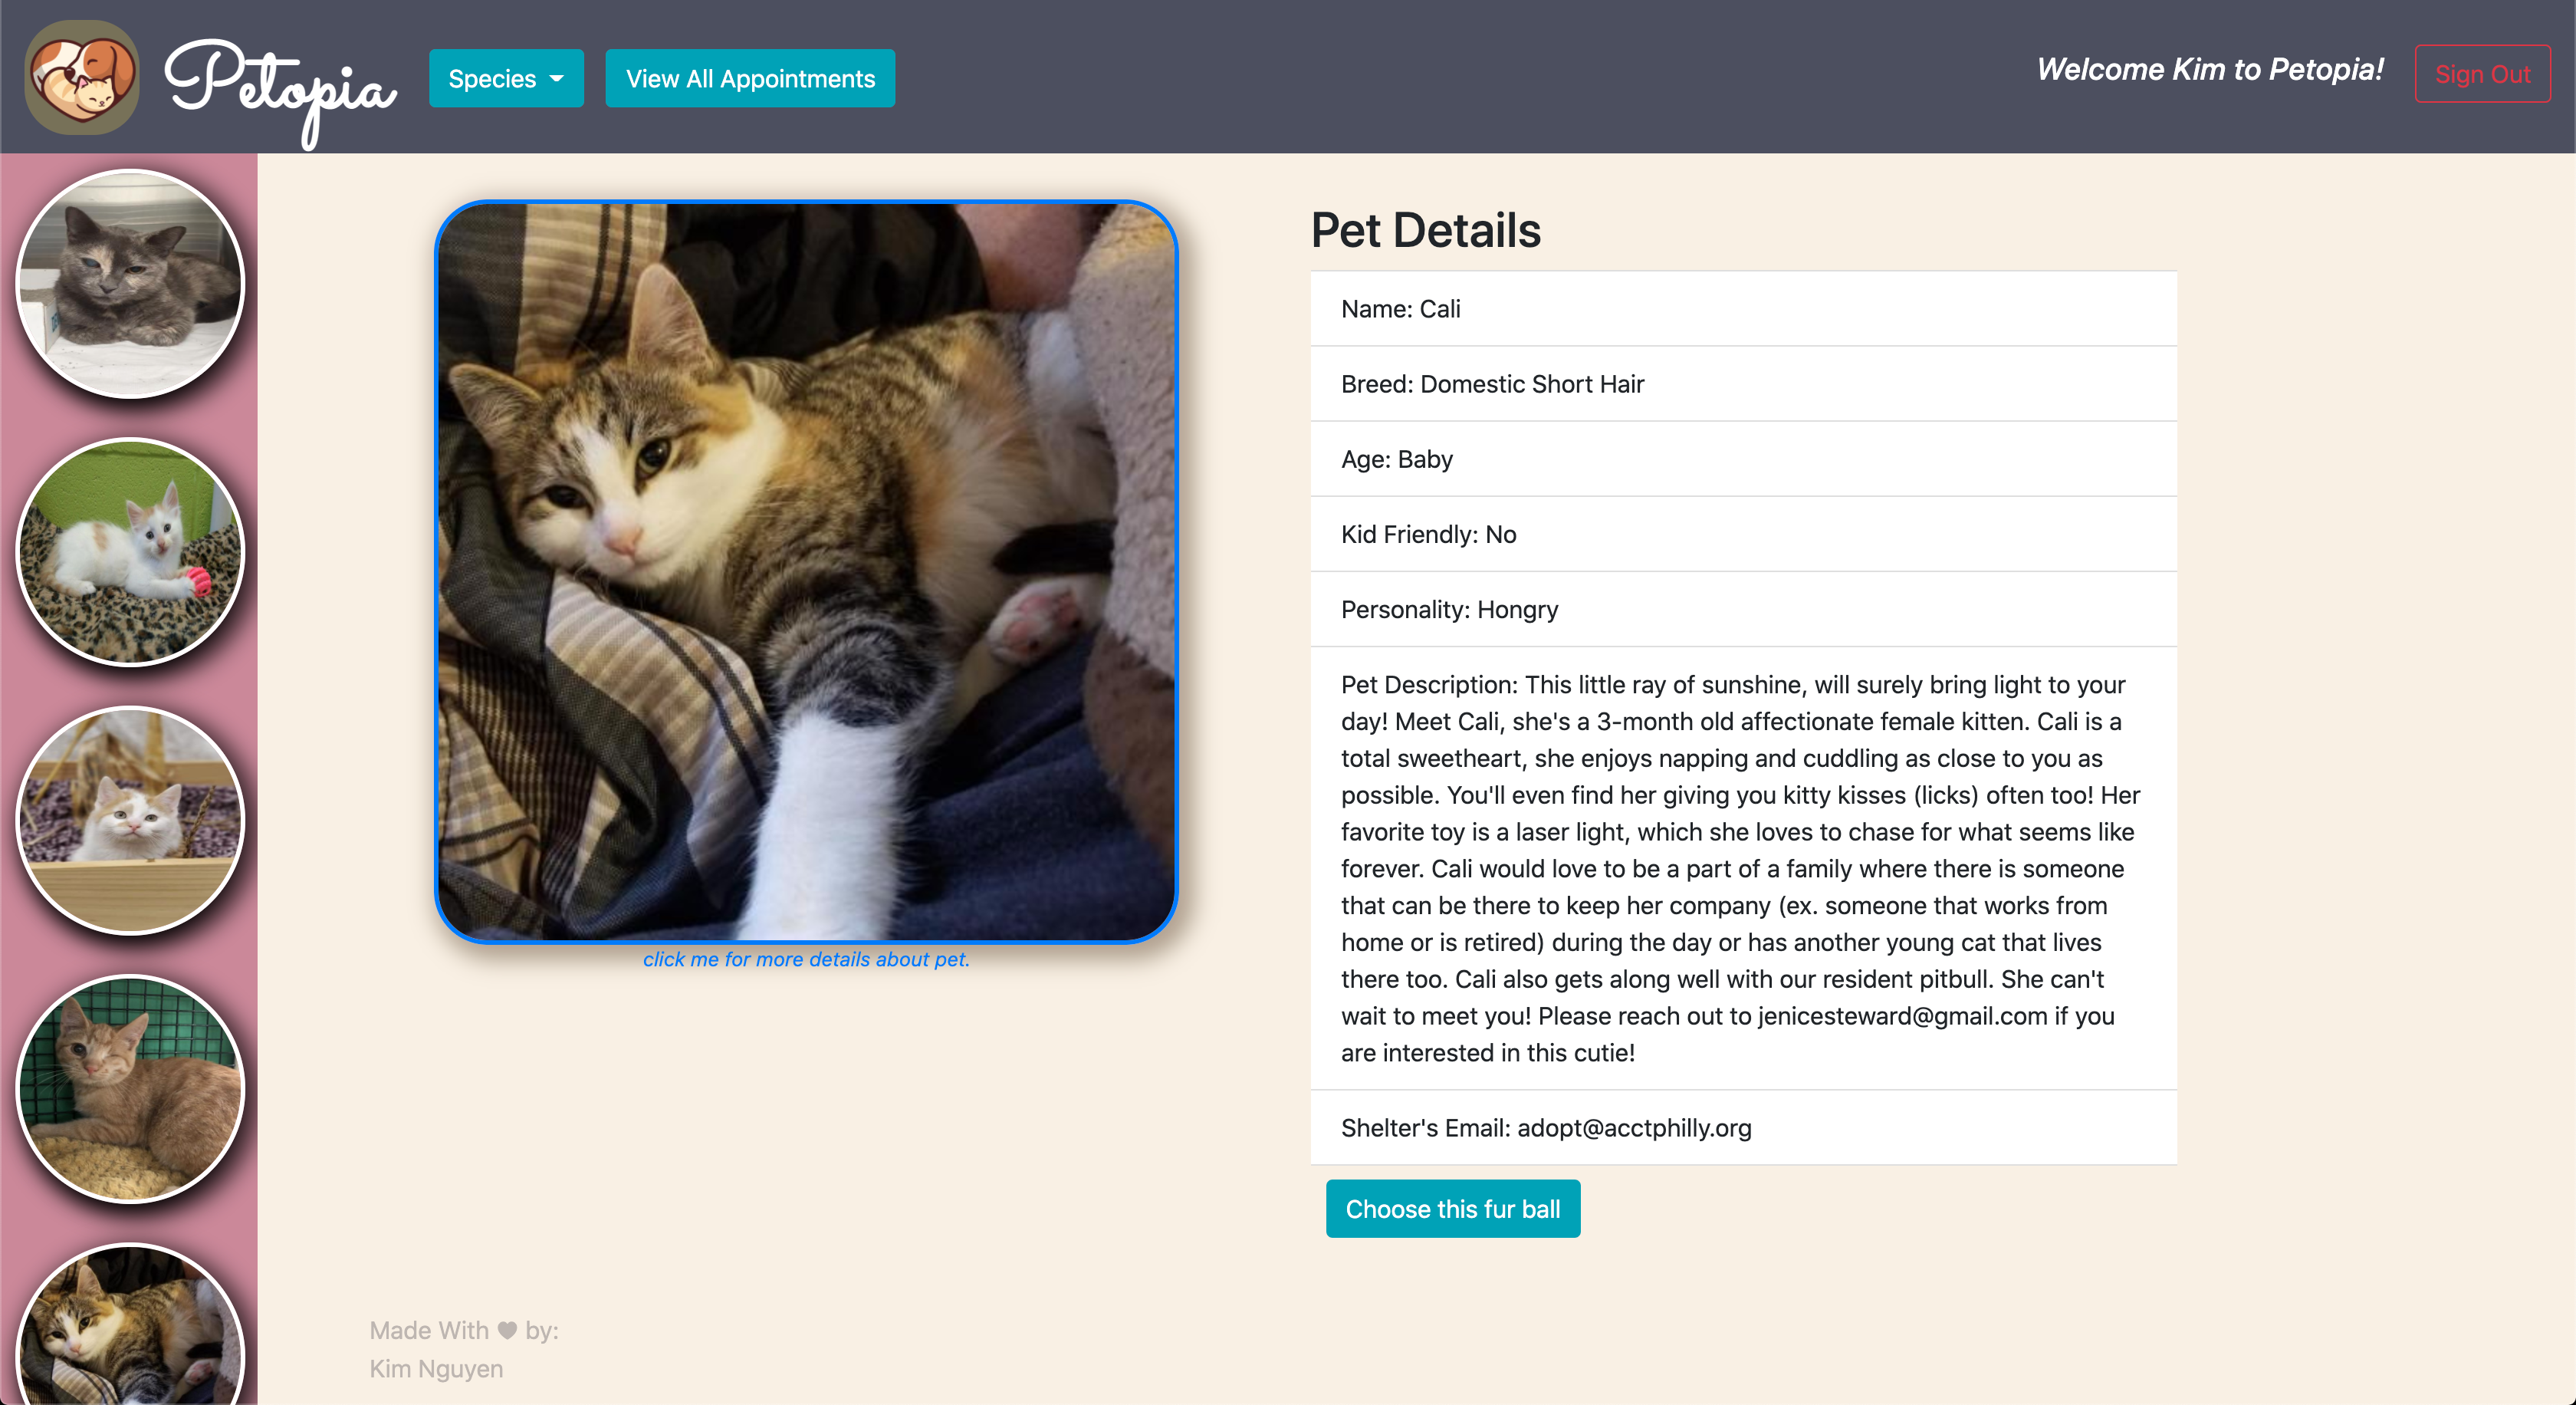 Petopia
Species
View All Appointments
Welcome Kim to Petopia!
Sign Out
click me for more details about pet.
Pet Details
Name: Cali
Breed: Domestic Short Hair
Age: Baby
Kid Friendly: No
Personality: Hongry
Pet Description: This little ray of sunshine, will surely bring light to your
day! Meet Cali, she's a 3-month old affectionate female kitten. Cali is a
total sweetheart, she enjoys napping and cuddling as close to you as
possible. You'll even find her giving you kitty kisses (licks) often too! Her
favorite toy is a laser light, which she loves to chase for what seems like
forever. Cali would love to be a part of a family where there is someone
that can be there to keep her company (ex. someone that works from
home or is retired) during the day or has another young cat that lives
there too. Cali also gets along well with our resident pitbull. She can't
wait to meet you! Please reach out to jenicesteward@gmail.com if you
are interested in this cutie!
Shelter's Email: adopt@acctphilly.org
Choose this fur ball
Made With ♥ by:
Kim Nguyen